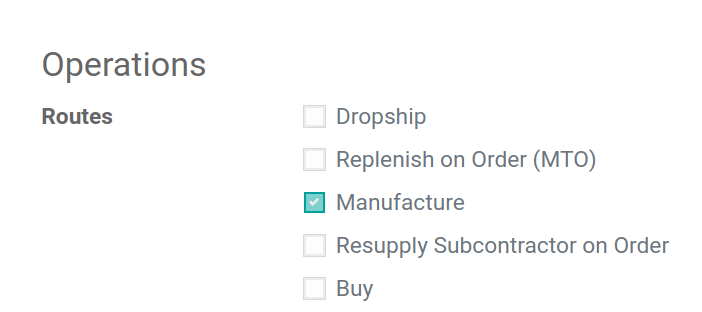 Operations
Routes
Dropship
Replenish on Order (MTO)
Manufacture
Resupply Subcontractor on Order
Buy